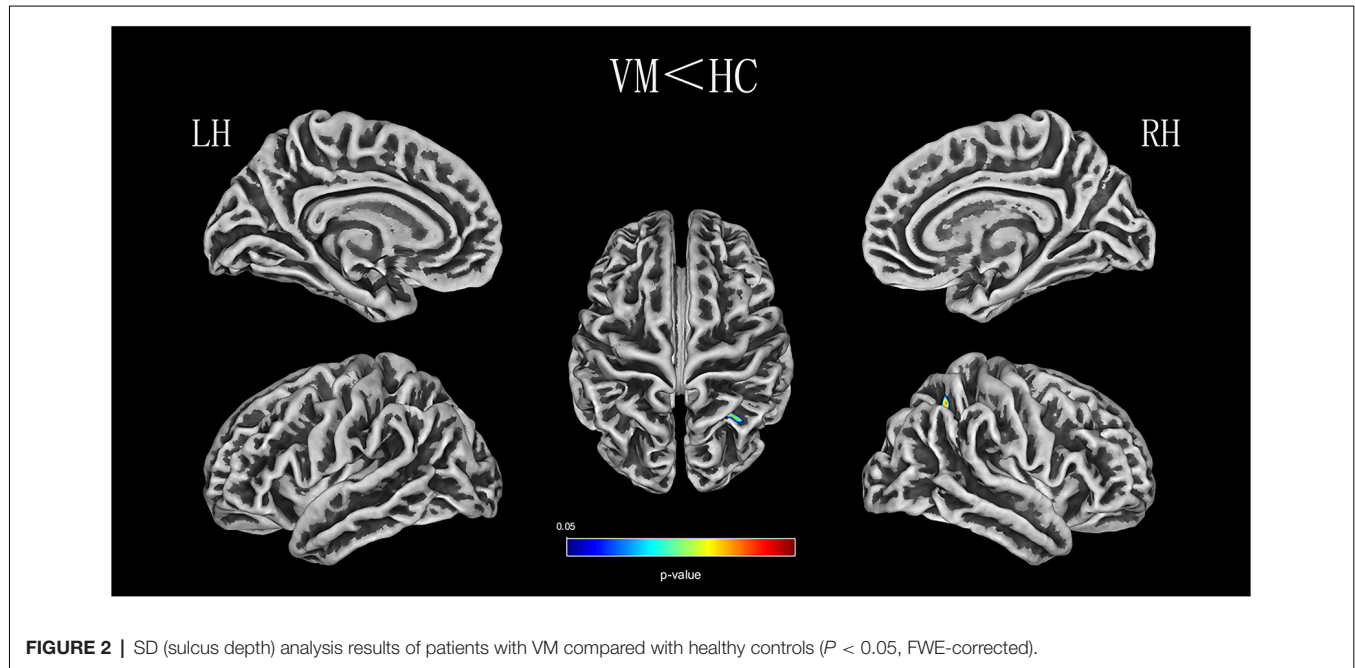 VM<HC
LH
RH
0.05
p-value
FIGURE 2 | SD (sulcus depth) analysis results of patients with VM compared with healthy controls (P < 0.05, FWE-corrected).